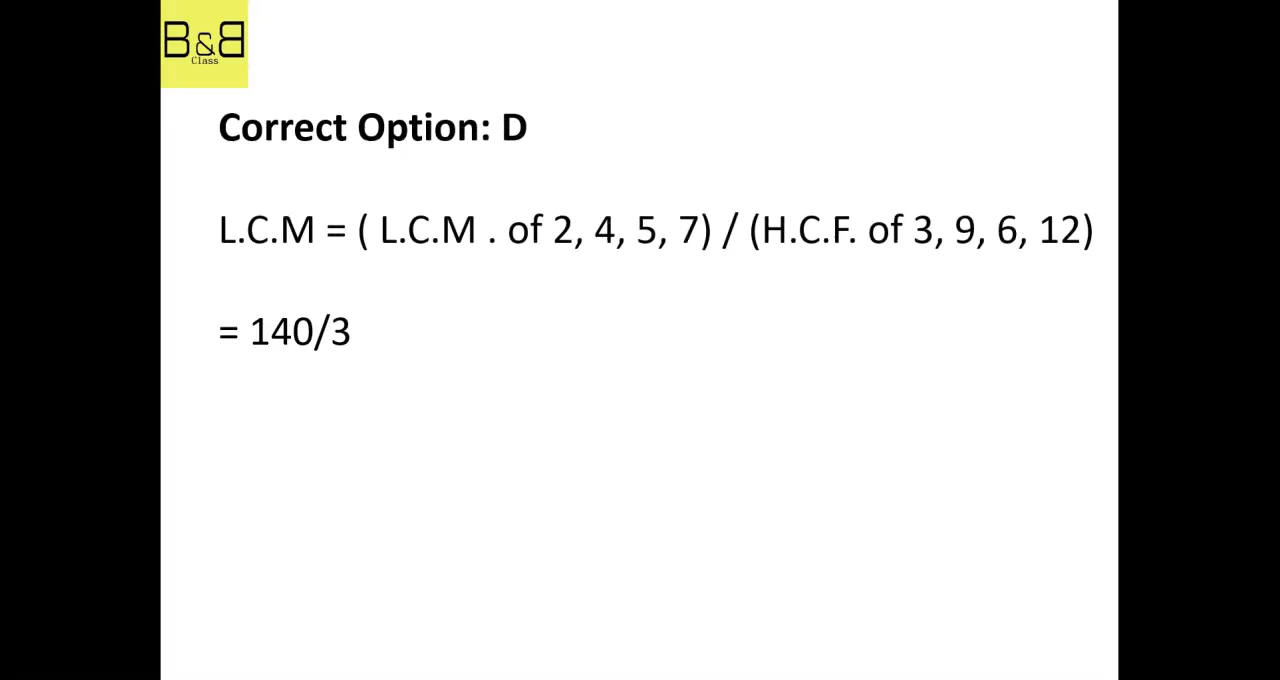 B&B
Class
Correct Option: D
L.C.M = ( L.C.M . of 2, 4, 5, 7) / (H.C.F. of 3, 9, 6, 12)
= 140/3